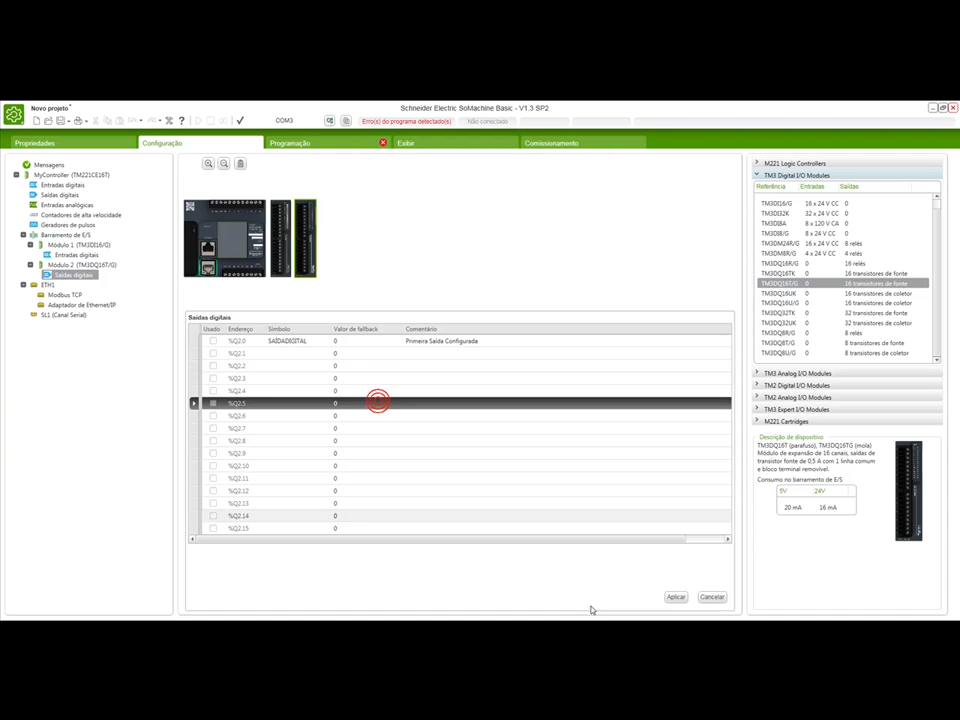 Novo projeto*
Schneider Electric SoMachine Basic - V1.3 SP2
COM3
Erro(s) do programa detectado(s)
Não conectado
Propriedades
Configuração
Programação
Exibir
Comissionamento
Mensagens
MyController (TM221CE16T)
Entradas digitais
Saídas digitais
Entradas analógicas
Contadores de alta velocidade
Geradores de pulsos
Barramento de E/S
Módulo 1 (TM3DI16/G)
Entradas digitais
Módulo 2 (TM3DQ16T/G)
Saídas digitais
ETH1
Modbus TCP
Adaptador de Ethernet/IP
SL1 (Canal Serial)
Saídas digitais
Usado Endereço Símbolo Valor de fallback Comentário
%Q2.0 SAÍDADIGITAL 0 Primeira Saída Configurada
%Q2.1 0
%Q2.2 0
%Q2.3 0
%Q2.4 0
%Q2.5 0
%Q2.6 0
%Q2.7 0
%Q2.8 0
%Q2.9 0
%Q2.10 0
%Q2.11 0
%Q2.12 0
%Q2.13 0
%Q2.14 0
%Q2.15 0
Aplicar
Cancelar
M221 Logic Controllers
TM3 Digital I/O Modules
Referência Entradas Saídas
TM3DI16/G 16 x 24 V CC 0
TM3DI32K 32 x 24 V CC 0
TM3DI8A 8 x 120 V CA 0
TM3DI8/G 8 x 24 V CC 0
TM3DM24R/G 16 x 24 V CC 8 relés
TM3DM8R/G 4 x 24 V CC 4 relés
TM3DQ16R/G 0 16 relés
TM3DQ16TK 0 16 transistores de fonte
TM3DQ16T/G 0 16 transistores de fonte
TM3DQ16UK 0 16 transistores de coletor
TM3DQ16U/G 0 16 transistores de coletor
TM3DQ32TK 0 32 transistores de fonte
TM3DQ32UK 0 32 transistores de coletor
TM3DQ8R/G 0 8 relés
TM3DQ8T/G 0 8 transistores de fonte
TM3DQ8U/G 0 8 transistores de coletor
TM3 Analog I/O Modules
TM2 Digital I/O Modules
TM2 Analog I/O Modules
TM3 Expert I/O Modules
M221 Cartridges
Descrição de dispositivo
TM3DQ16T (parafuso), TM3DQ16TG (mola)
Módulo de expansão de 16 canais, saídas de
transistor fonte de 0,5 A com 1 linha comum
e bloco terminal removível.
Consumo no barramento de E/S
5V 24V
20 mA 16 mA